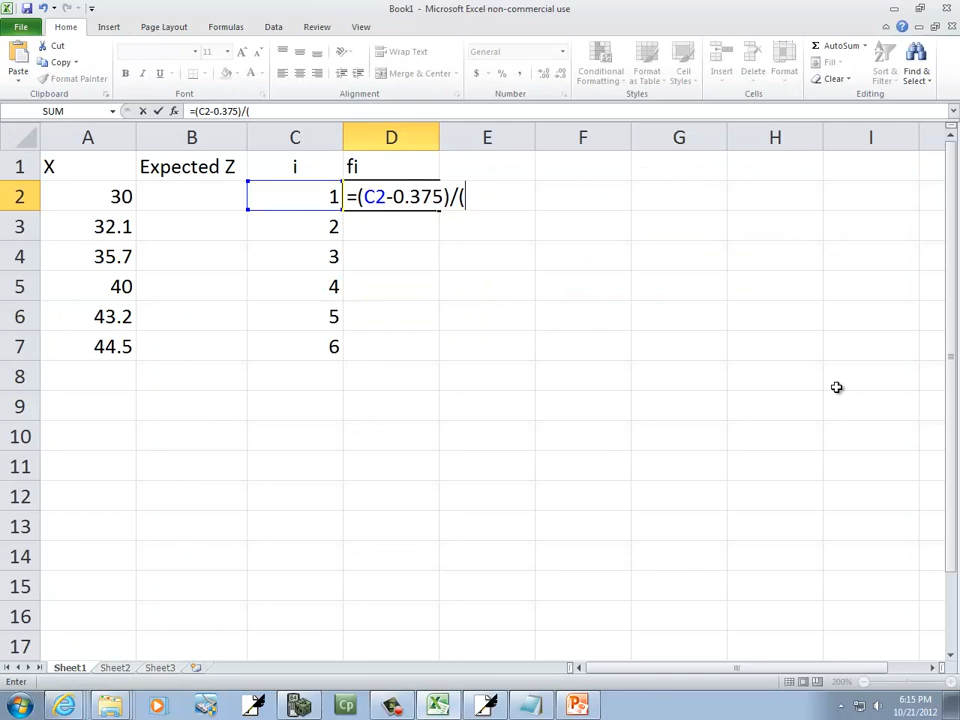 Book1 - Microsoft Excel non-commercial use
File Home Insert Page Layout Formulas Data Review View
Paste
Cut
Copy
Format Painter
Clipboard
11
B I U A
Font
Wrap Text
Merge & Center
Alignment
General
$ % ,
Number
Conditional Formatting
Format as Table
Cell Styles
Styles
Insert Delete Format
Cells
AutoSum
Fill
Clear
Sort & Filter
Find & Select
Editing
SUM fx =(C2-0.375)/(
A B C D E F G H I
1 X Expected Z i fi
2 30 1 =(C2-0.375)/(
3 32.1 2
4 35.7 3
5 40 4
6 43.2 5
7 44.5 6
8
9
10
11
12
13
14
15
16
17
Sheet1 Sheet2 Sheet3
Enter 200%
Cp
6:15 PM
10/21/2012